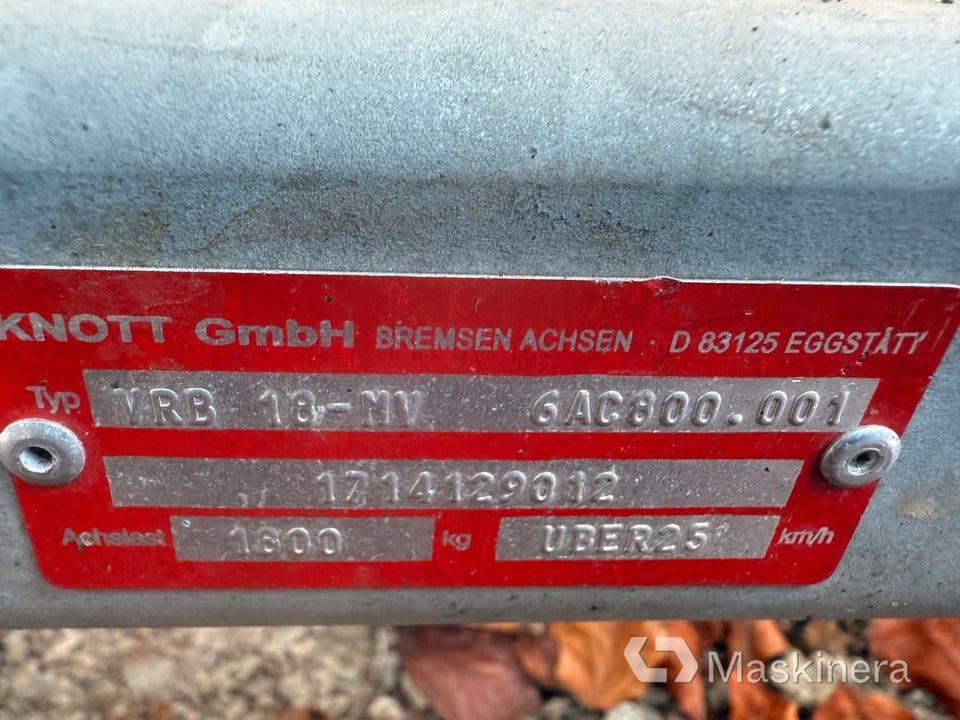 KNOTT GmbH BREMSEN ACHSEN · D 83125 EGGSTÄTT
Typ VRB 18-MV 6AC800.001
1714129012
Achslast 1800 kg UBER25 km/h
Maskinera